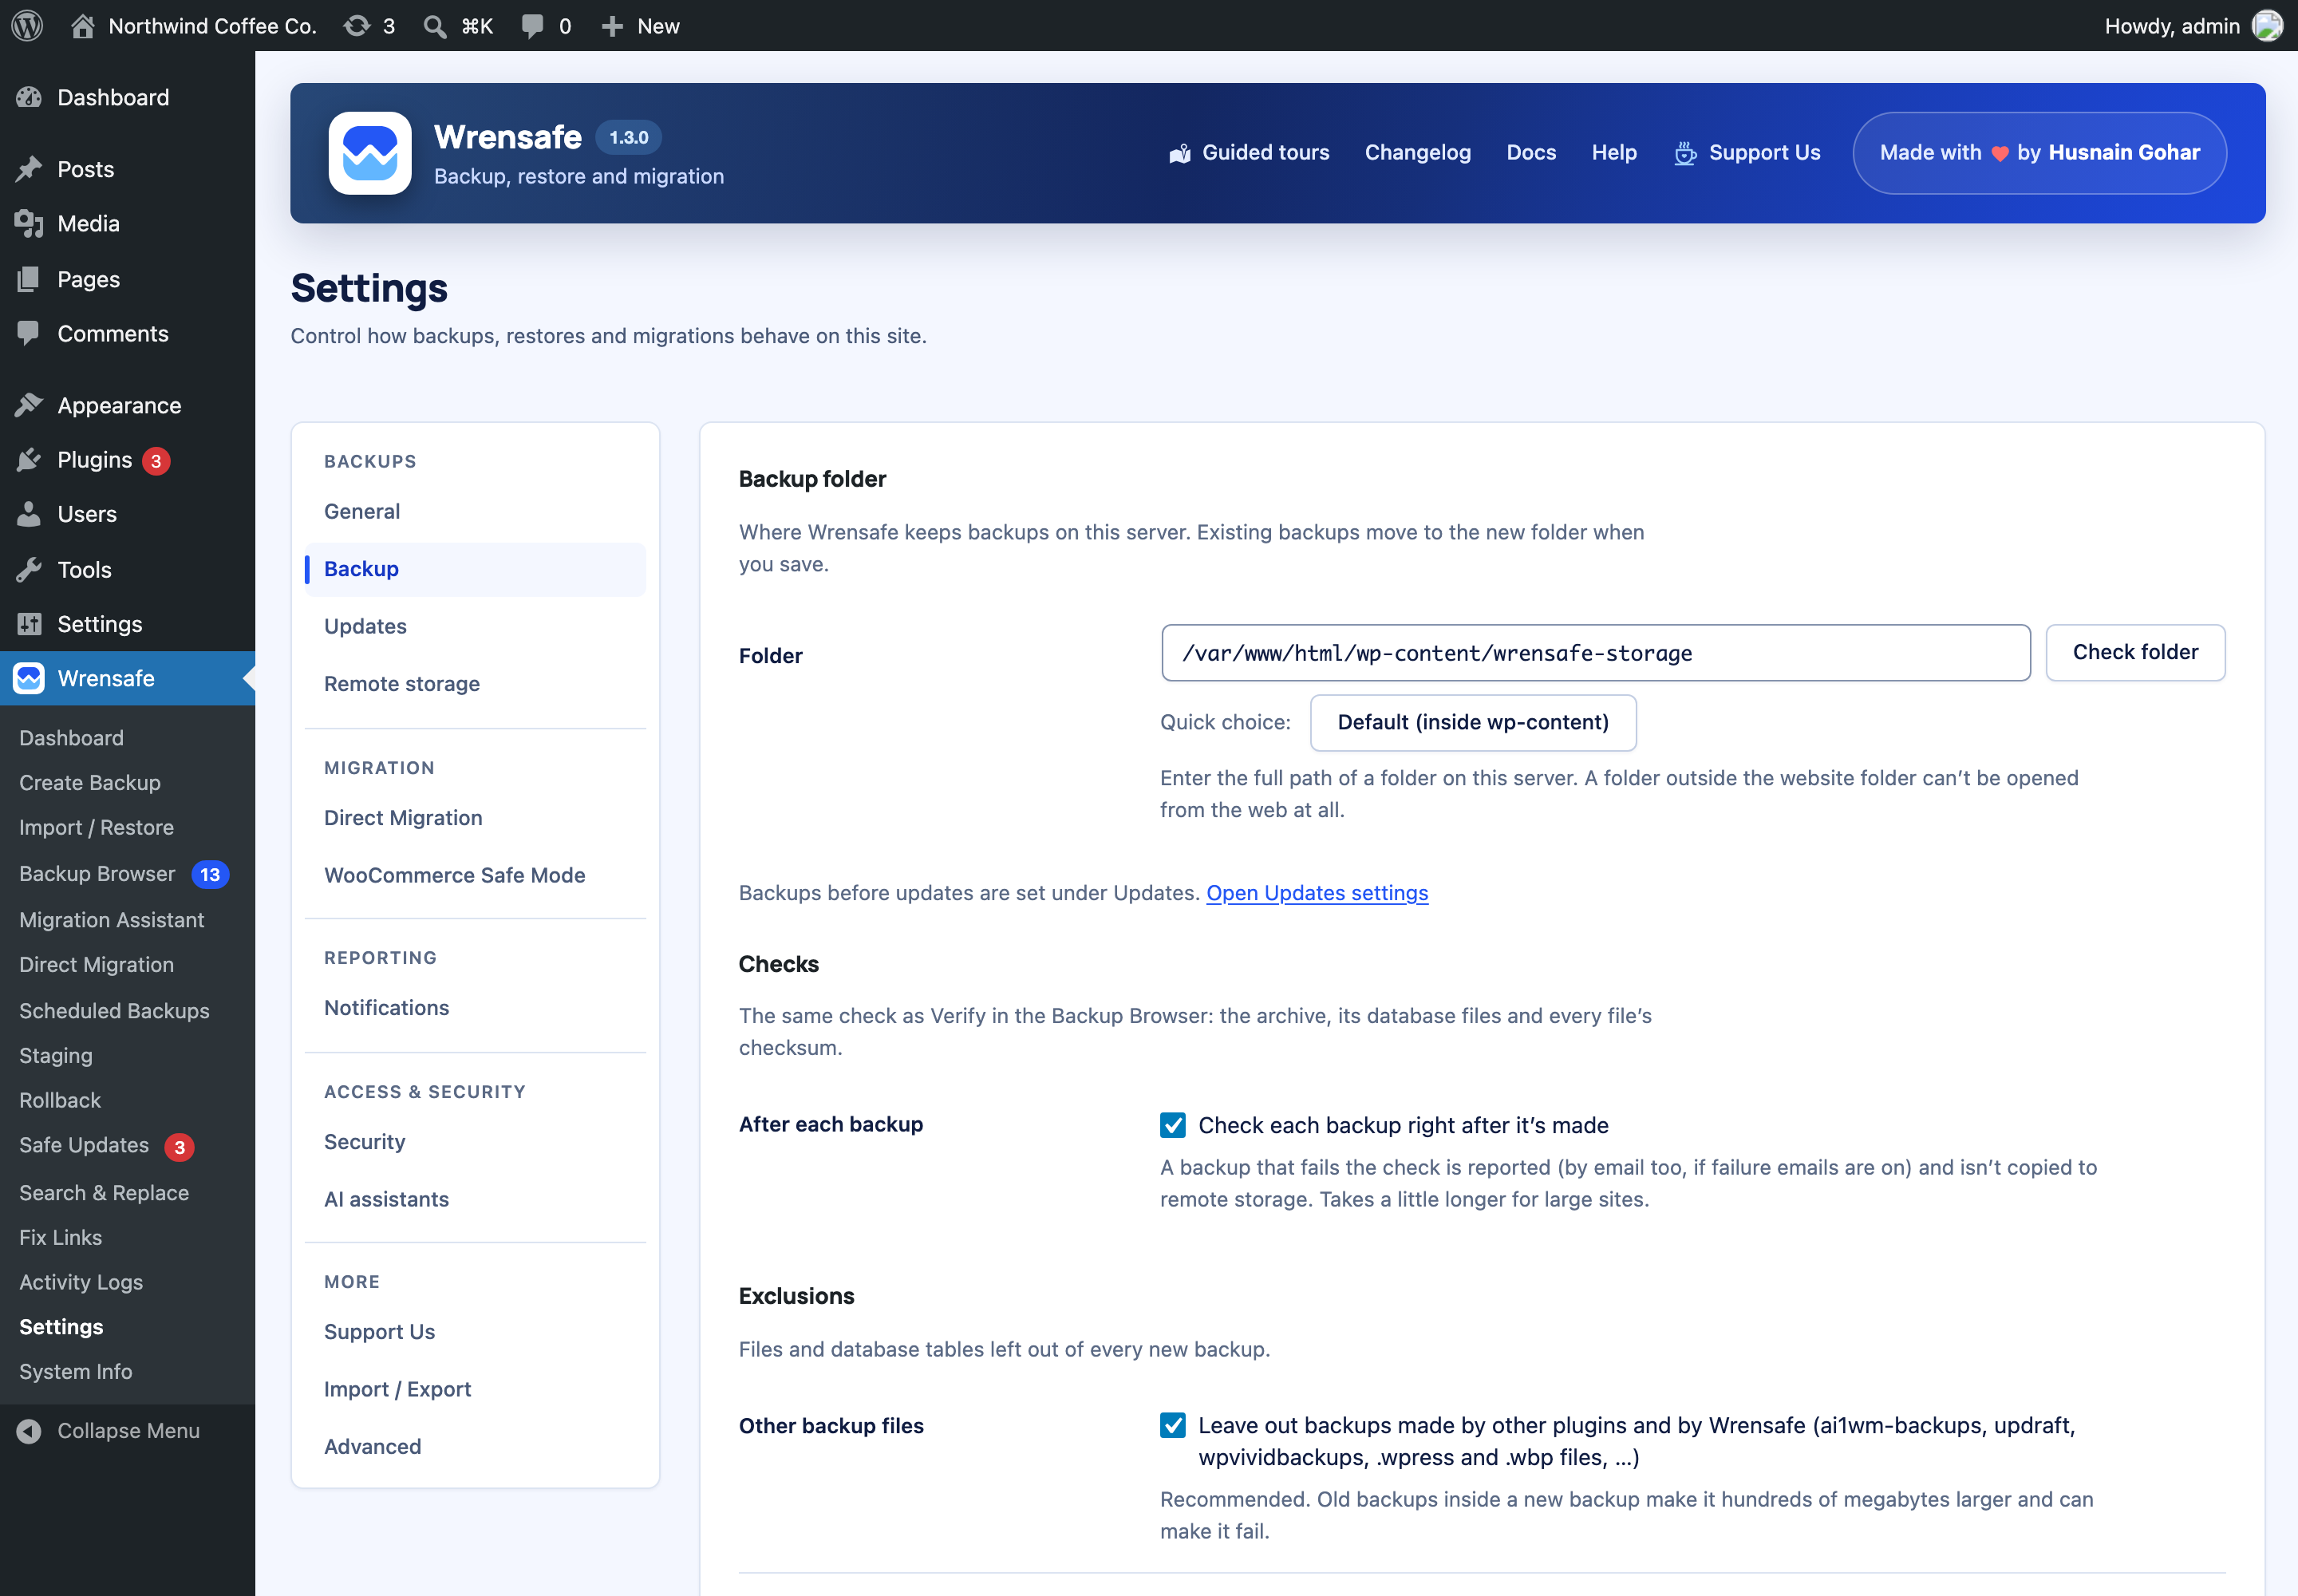 Northwind Coffee Co. 3 ⌘K 0 New Howdy, admin
Dashboard
Posts
Media
Pages
Comments
Appearance
Plugins 3
Users
Tools
Settings
Wrensafe
Dashboard
Create Backup
Import / Restore
Backup Browser 13
Migration Assistant
Direct Migration
Scheduled Backups
Staging
Rollback
Safe Updates 3
Search & Replace
Fix Links
Activity Logs
Settings
System Info
Collapse Menu
Wrensafe 1.3.0
Backup, restore and migration
Guided tours Changelog Docs Help Support Us Made with ♥ by Husnain Gohar
Settings
Control how backups, restores and migrations behave on this site.
BACKUPS
General
Backup
Updates
Remote storage
MIGRATION
Direct Migration
WooCommerce Safe Mode
REPORTING
Notifications
ACCESS & SECURITY
Security
AI assistants
MORE
Support Us
Import / Export
Advanced
Backup folder
Where Wrensafe keeps backups on this server. Existing backups move to the new folder when
you save.
Folder /var/www/html/wp-content/wrensafe-storage Check folder
Quick choice: Default (inside wp-content)
Enter the full path of a folder on this server. A folder outside the website folder can’t be opened
from the web at all.
Backups before updates are set under Updates. Open Updates settings
Checks
The same check as Verify in the Backup Browser: the archive, its database files and every file’s
checksum.
After each backup Check each backup right after it’s made
A backup that fails the check is reported (by email too, if failure emails are on) and isn’t copied to
remote storage. Takes a little longer for large sites.
Exclusions
Files and database tables left out of every new backup.
Other backup files Leave out backups made by other plugins and by Wrensafe (ai1wm-backups, updraft,
wpvividbackups, .wpress and .wbp files, ...)
Recommended. Old backups inside a new backup make it hundreds of megabytes larger and can
make it fail.